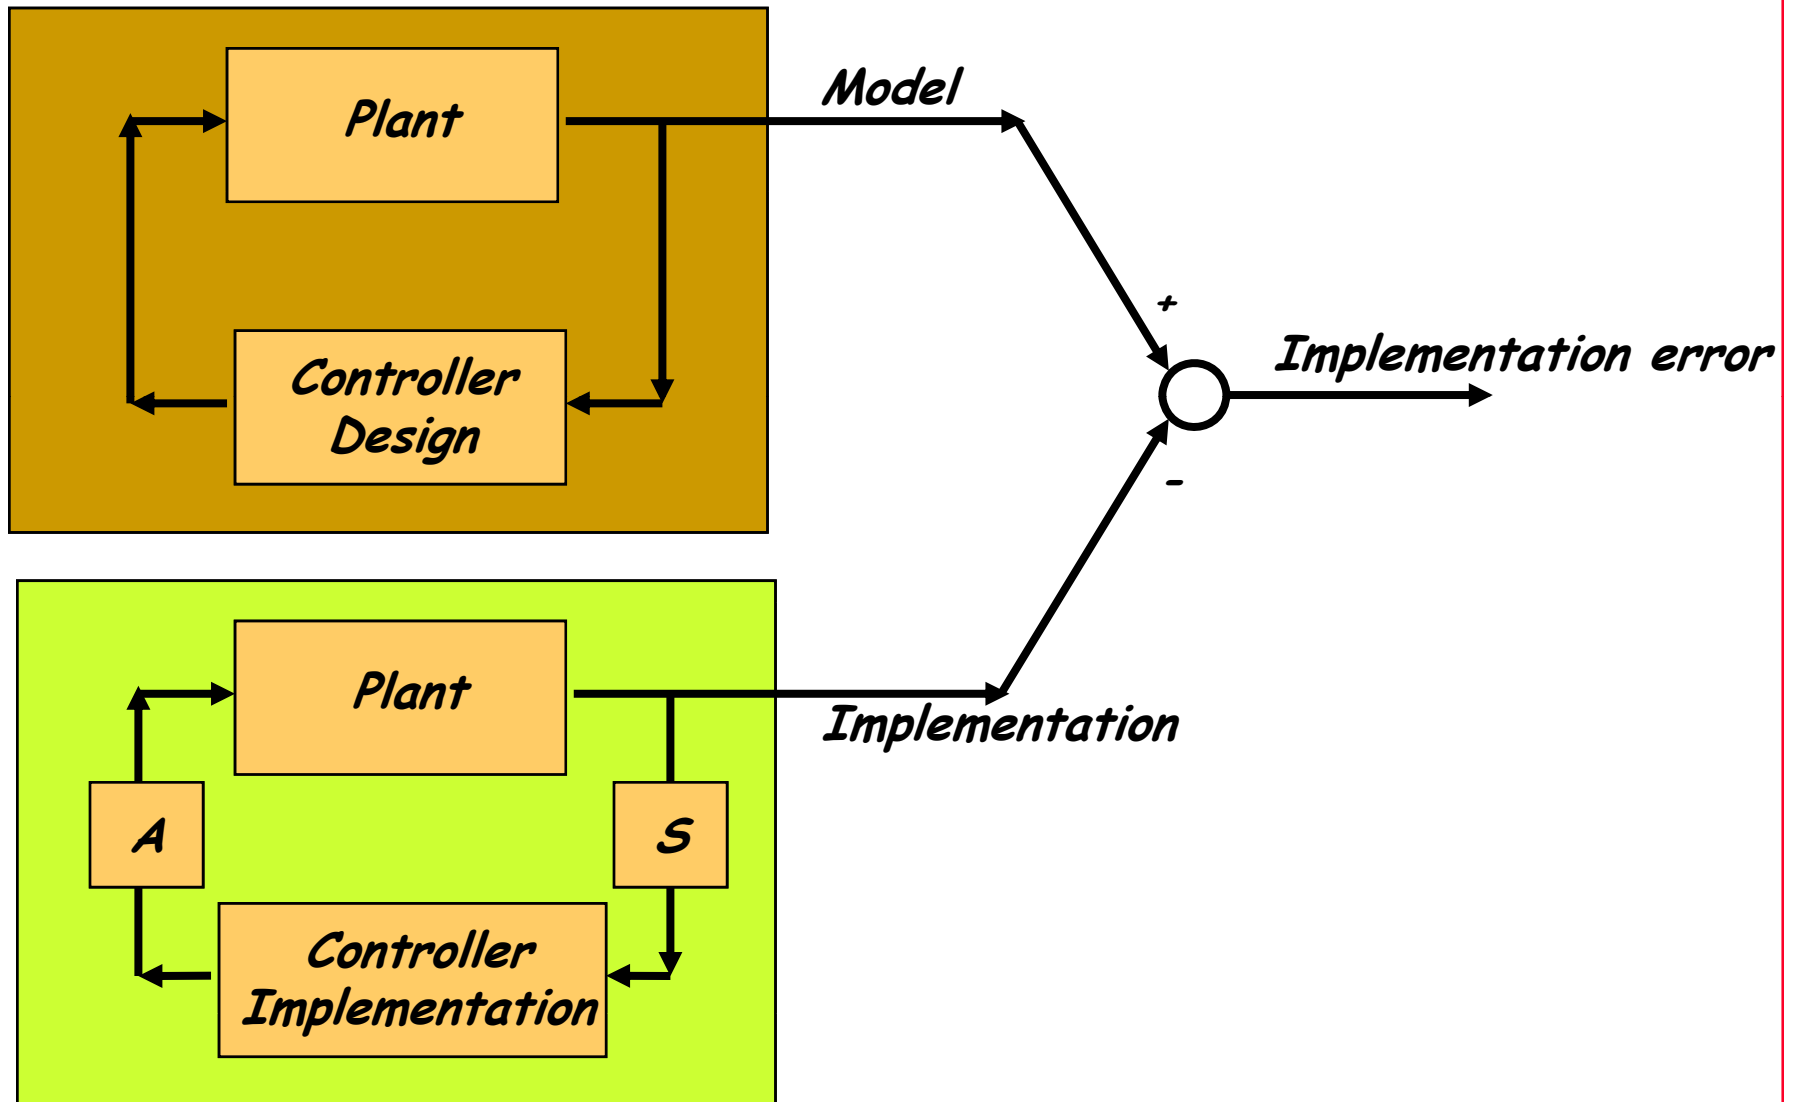 Plant
Model
+
Implementation error
Controller
Design
-
Plant
Implementation
A
S
Controller
Implementation